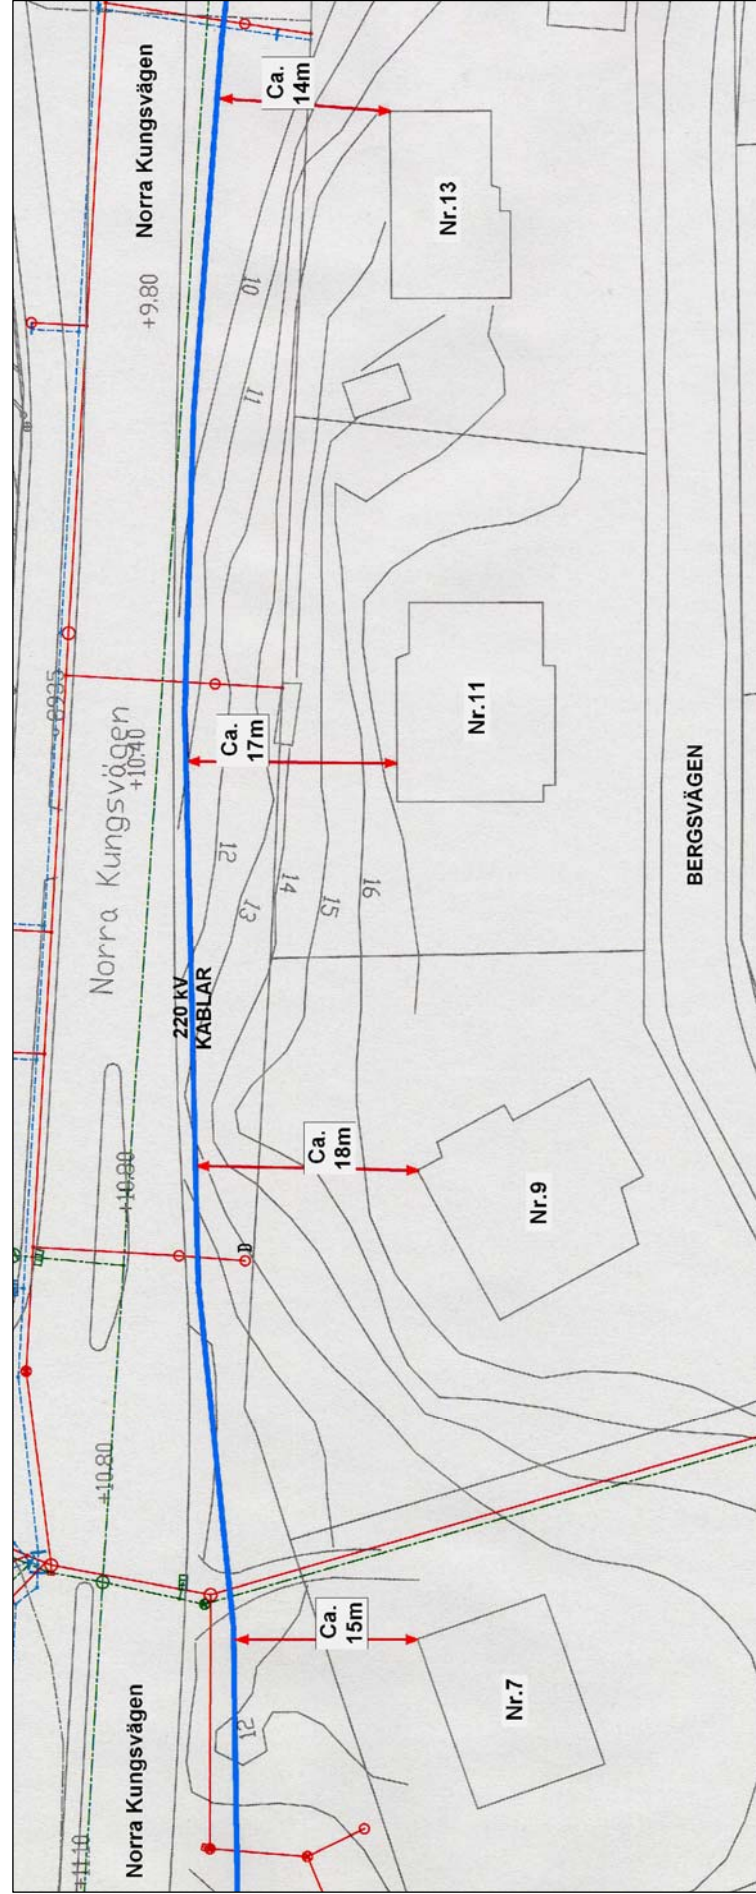 Norra Kungsvägen
Ca.
14m
+9.80
Nr.13
10
11
Norra Kungsvägen
+10.40
Ca.
17m
Nr.11
12
13
14
15
16
BERGSVÄGEN
220 KV
KABLAR
Ca.
18m
+10.80
Nr.9
D
+10.80
Ca.
15m
Nr.7
12
Norra Kungsvägen
+11.10